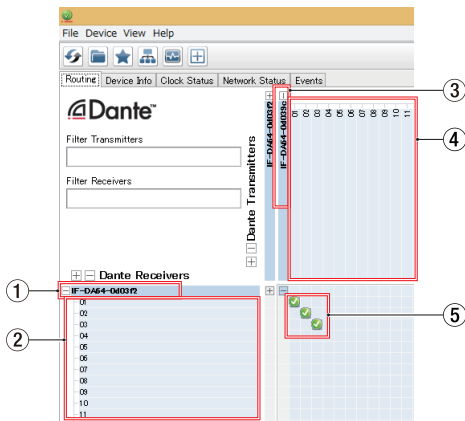 File Device View Help
Routing Device Info Clock Status Network Status Events
Dante™
Filter Transmitters
Filter Receivers
Dante Transmitters
IF-DA64-0d03f2
IF-DA64-0d039c
01 02 03 04 05 06 07 08 09 10 11
Dante Receivers
IF-DA64-0d03f2
01
02
03
04
05
06
07
08
09
10
11
1
2
3
4
5